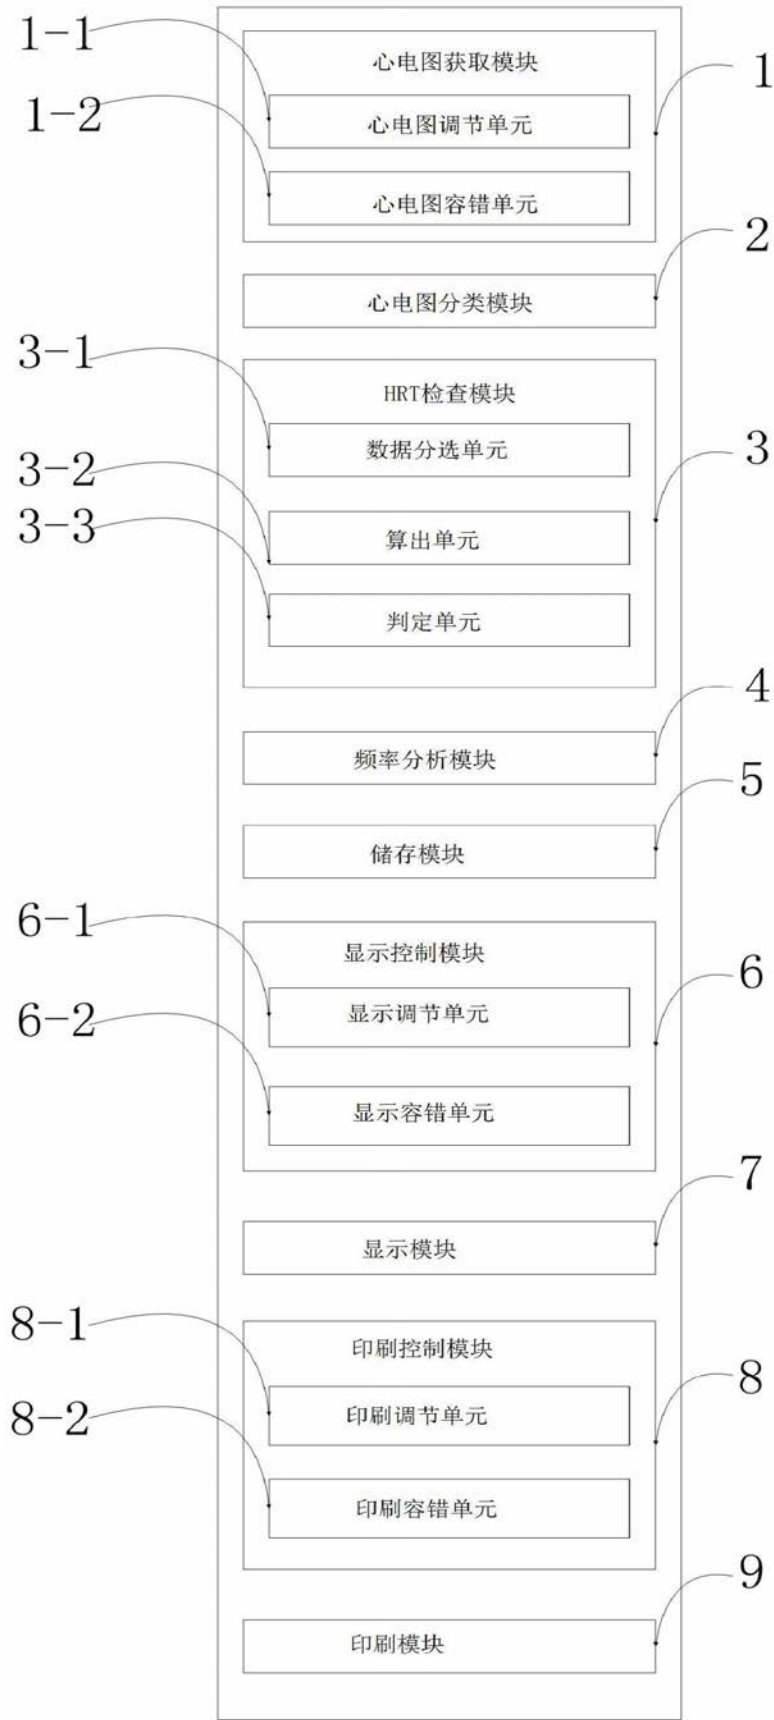 1-1
心电图获取模块
1
1-2
心电图调节单元
心电图容错单元
2
心电图分类模块
3-1
HRT检查模块
数据分选单元
3
3-2
3-3
算出单元
判定单元
4
频率分析模块
5
储存模块
6-1
显示控制模块
6
显示调节单元
6-2
显示容错单元
7
显示模块
8-1
印刷控制模块
8
印刷调节单元
8-2
印刷容错单元
9
印刷模块